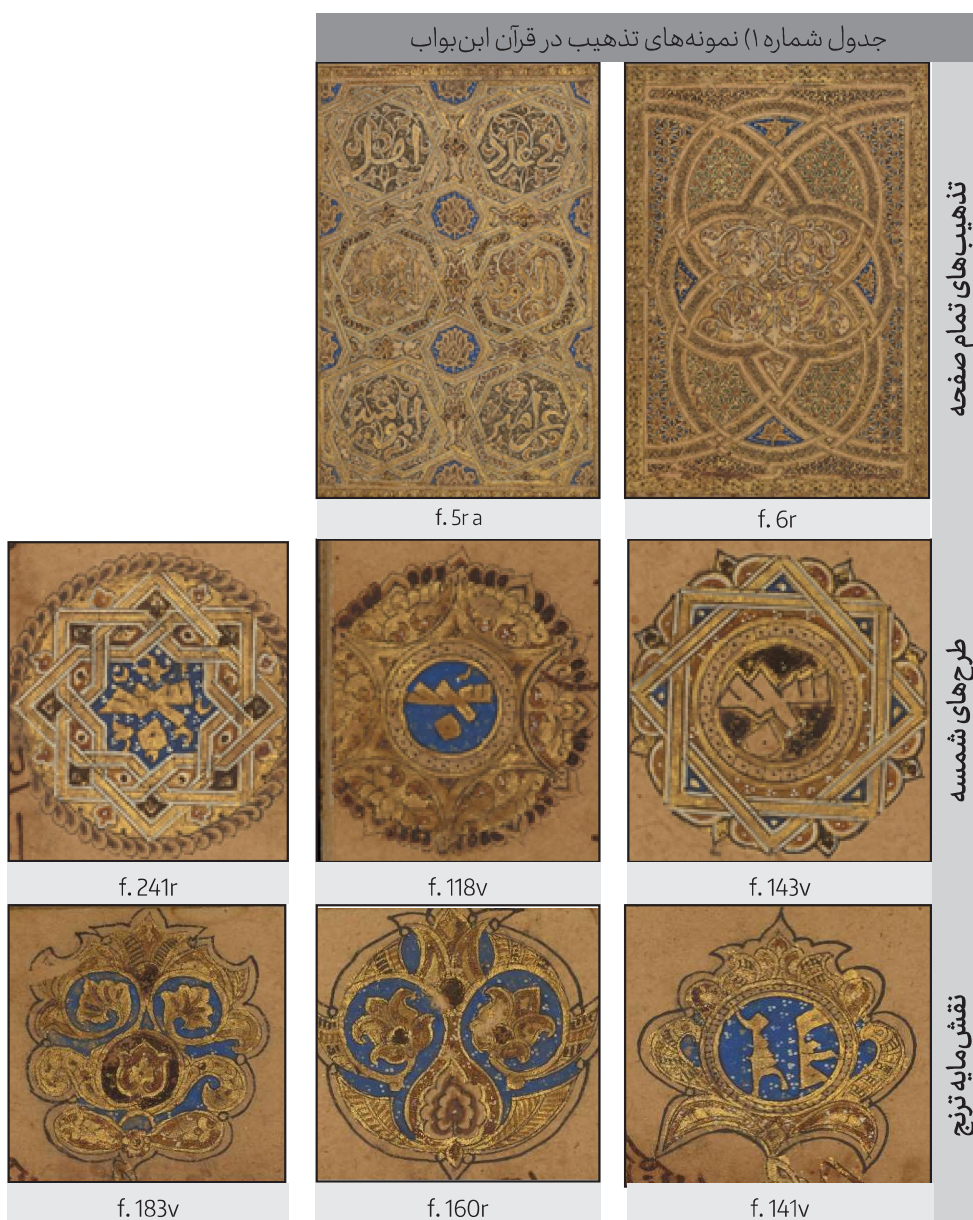 جدول شماره ۱) نمونه‌های تذهیب در قرآن ابن‌بواب
تذهیب‌های تمام صفحه
f. 6r
f. 5r a
طرح‌های شمسه
f. 143v
f. 118v
f. 241r
نقش‌مایه ترنج
f. 141v
f. 160r
f. 183v